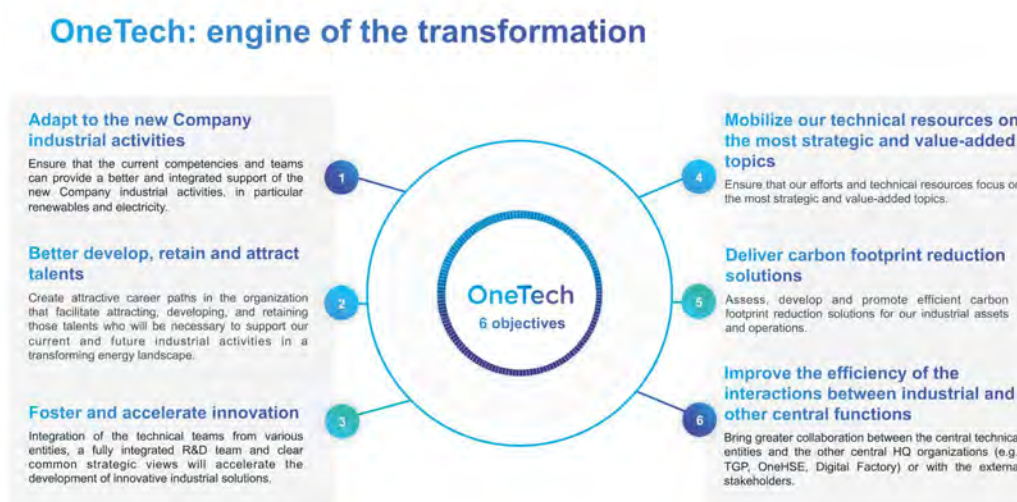 OneTech: engine of the transformation
Adapt to the new Company
industrial activities
Ensure that the current competencies and teams
can provide a better and integrated support of the
new Company industrial activities, in particular
renewables and electricity.
1
Better develop, retain and attract
talents
Create attractive career paths in the organization
that facilitate attracting, developing, and retaining
those talents who will be necessary to support our
current and future industrial activities in a
transforming energy landscape.
2
Foster and accelerate innovation
Integration of the technical teams from various
entities, a fully integrated R&D team and clear
common strategic views will accelerate the
development of innovative industrial solutions.
3
OneTech
6 objectives
Mobilize our technical resources on
the most strategic and value-added
topics
4
Ensure that our efforts and technical resources focus on
the most strategic and value-added topics.
Deliver carbon footprint reduction
solutions
5
Assess, develop and promote efficient carbon
footprint reduction solutions for our industrial assets
and operations.
Improve the efficiency of the
interactions between industrial and
other central functions
6
Bring greater collaboration between the central technical
entities and the other central HQ organizations (e.g.
TGP, OneHSE, Digital Factory) or with the external
stakeholders.